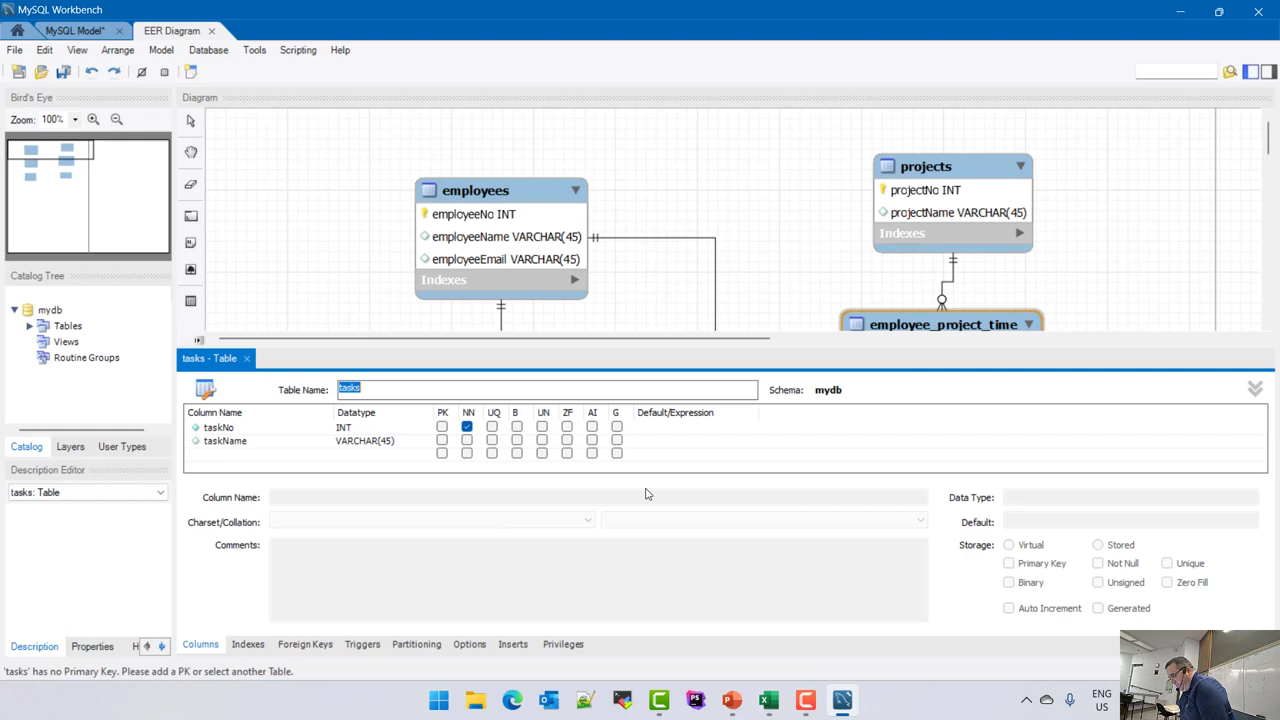 MySQL Workbench
MySQL Model*
EER Diagram
File Edit View Arrange Model Database Tools Scripting Help
Bird's Eye
Diagram
Zoom: 100%
projects
projectNo INT
projectName VARCHAR(45)
Indexes
employees
employeeNo INT
employeeName VARCHAR(45)
employeeEmail VARCHAR(45)
Indexes
employee_project_time
Catalog Tree
mydb
Tables
Views
Routine Groups
Catalog Layers User Types
Description Editor
tasks: Table
Description Properties H
tasks - Table
Table Name: tasks Schema: mydb
Column Name Datatype PK NN UQ B UN ZF AI G Default/Expression
taskNo INT
taskName VARCHAR(45)
Column Name: Data Type:
Charset/Collation: Default:
Comments: Storage: Virtual Stored
Primary Key Not Null Unique
Binary Unsigned Zero Fill
Auto Increment Generated
Columns Indexes Foreign Keys Triggers Partitioning Options Inserts Privileges
'tasks' has no Primary Key. Please add a PK or select another Table.
ENG
US